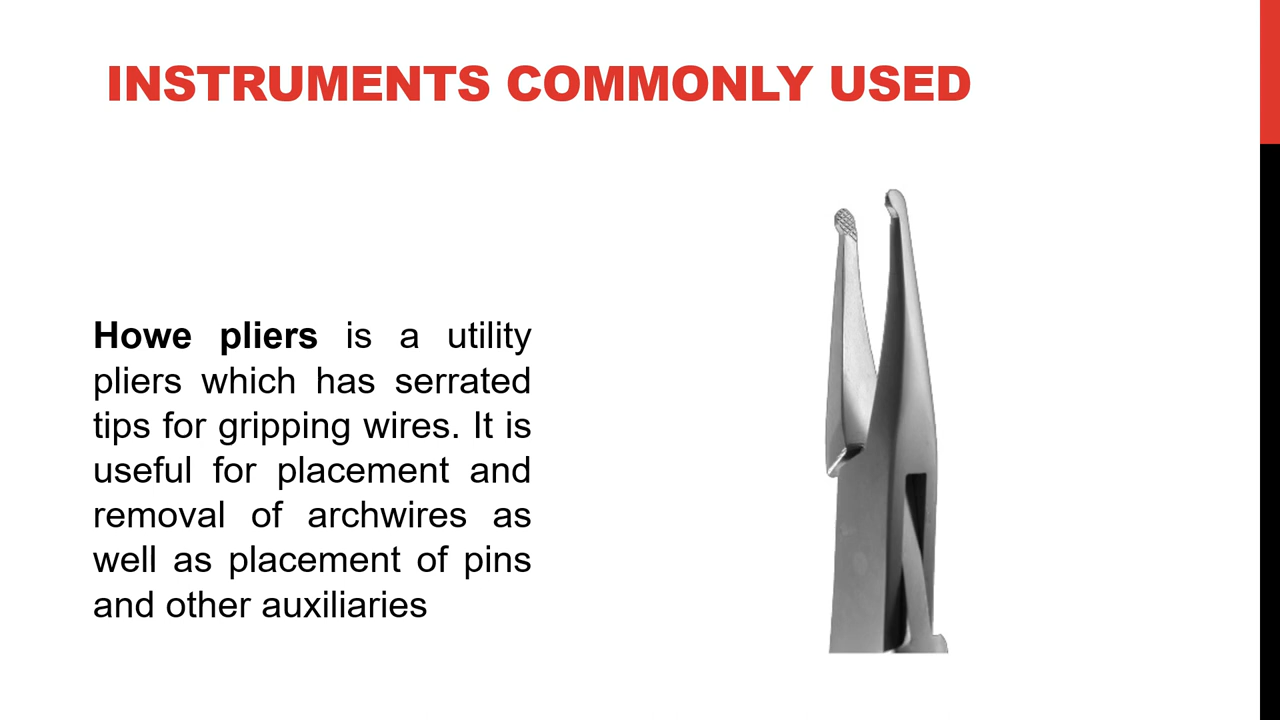 INSTRUMENTS COMMONLY USED
Howe pliers is a utility
pliers which has serrated
tips for gripping wires. It is
useful for placement and
removal of archwires as
well as placement of pins
and other auxiliaries